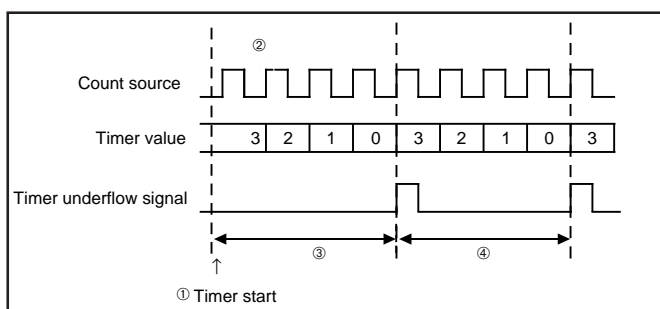 ②
Count source
Timer value 3 2 1 0 3 2 1 0 3
Timer underflow signal
③ ④
↑
① Timer start